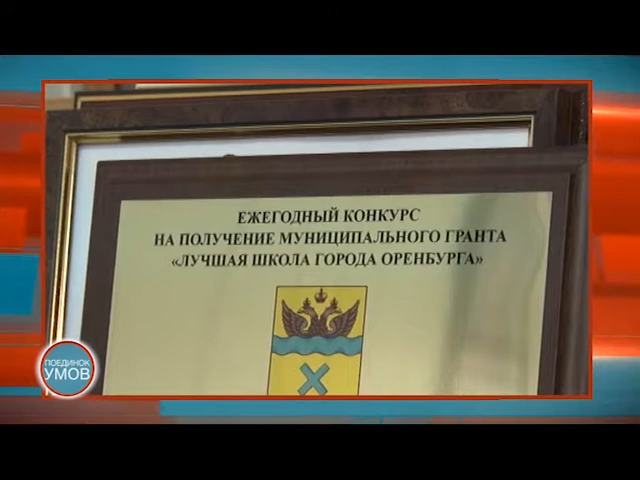 ЕЖЕГОДНЫЙ КОНКУРС
НА ПОЛУЧЕНИЕ МУНИЦИПАЛЬНОГО ГРАНТА
«ЛУЧШАЯ ШКОЛА ГОРОДА ОРЕНБУРГА»
ПОЕДИНОК
УМОВ